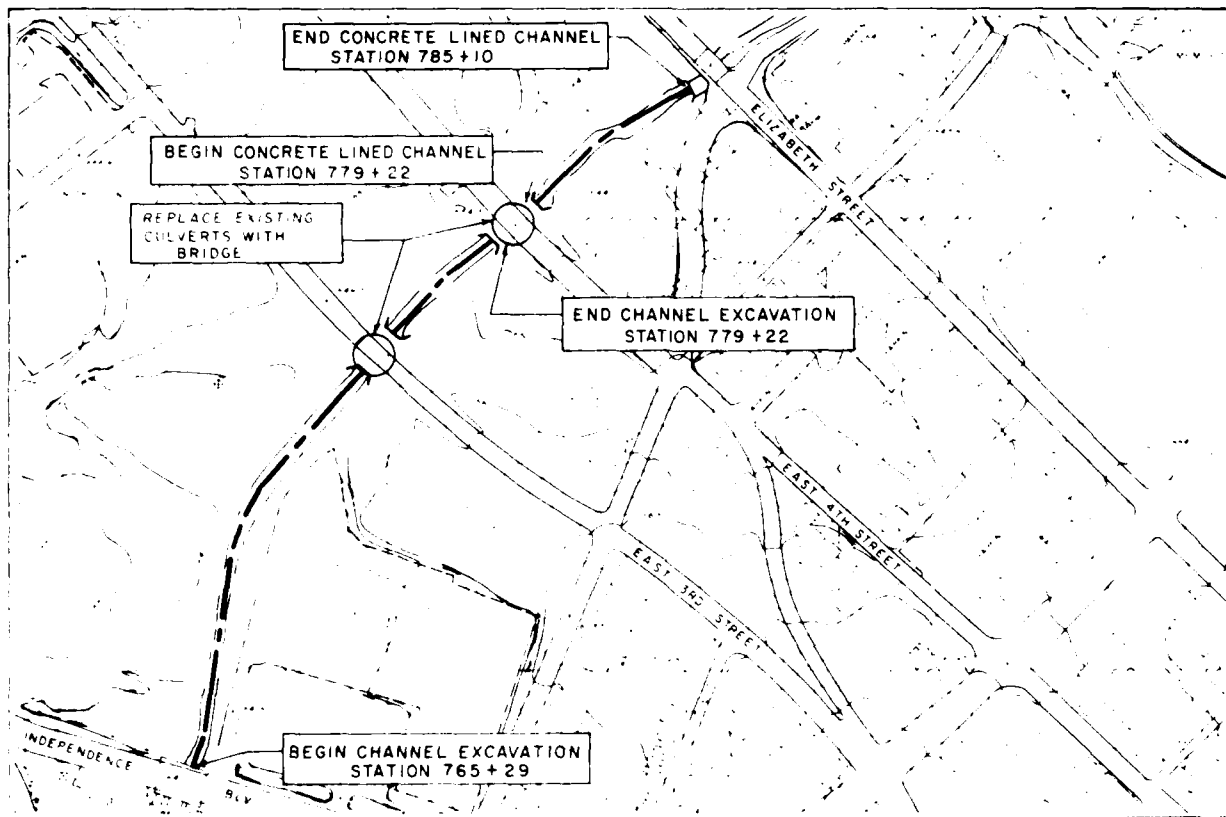 END CONCRETE LINED CHANNEL
STATION 785+10
BEGIN CONCRETE LINED CHANNEL
STATION 779+22
REPLACE EXISTING
CULVERTS WITH
BRIDGE
ELIZABETH STREET
END CHANNEL EXCAVATION
STATION 779+22
EAST 4TH STREET
EAST 3RD STREET
INDEPENDENCE BLV
BEGIN CHANNEL EXCAVATION
STATION 765+29